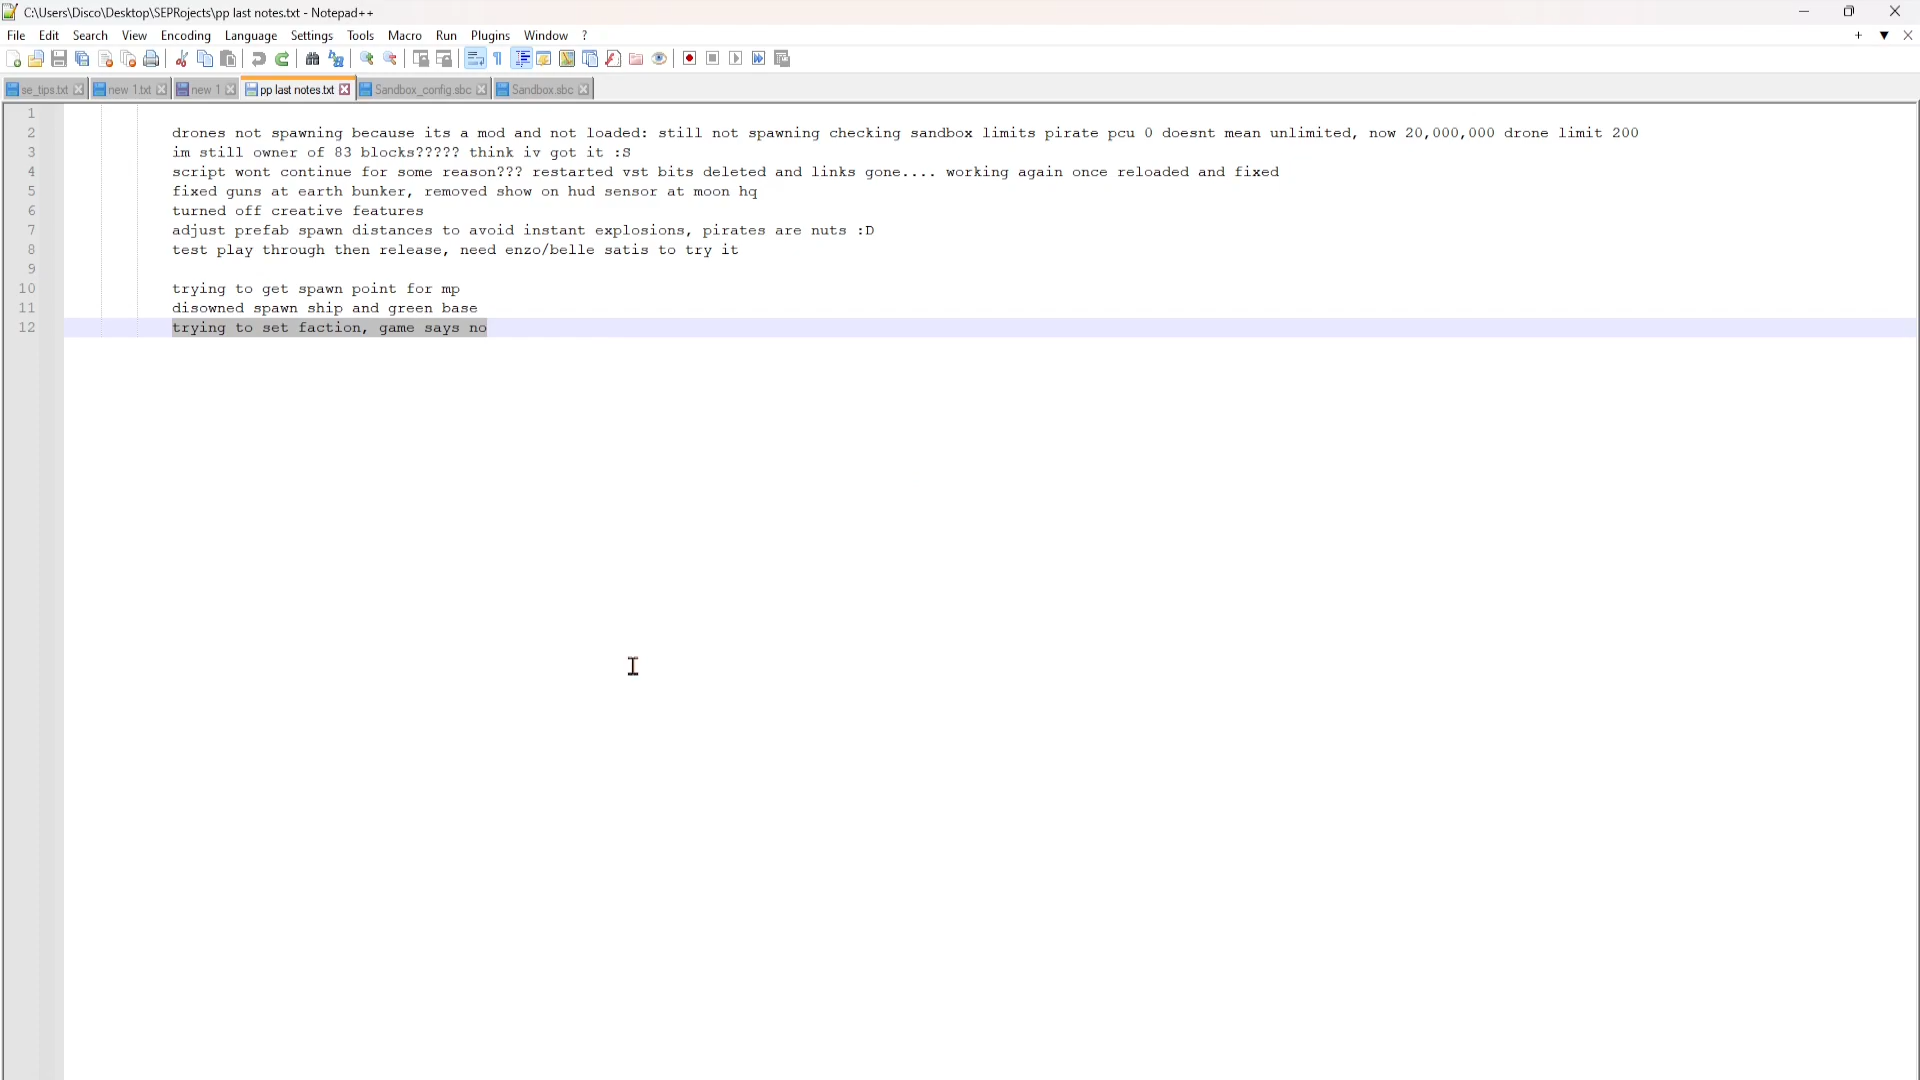 C:\Users\Disco\Desktop\SEPRojects\pp last notes.txt - Notepad++
File Edit Search View Encoding Language Settings Tools Macro Run Plugins Window ?
se_tips.txt new 1.txt new 1 pp last notes.txt Sandbox_config.sbc Sandbox.sbc
1
2 drones not spawning because its a mod and not loaded: still not spawning checking sandbox limits pirate pcu 0 doesnt mean unlimited, now 20,000,000 drone limit 200
3 im still owner of 83 blocks????? think iv got it :S
4 script wont continue for some reason??? restarted vst bits deleted and links gone.... working again once reloaded and fixed
5 fixed guns at earth bunker, removed show on hud sensor at moon hq
6 turned off creative features
7 adjust prefab spawn distances to avoid instant explosions, pirates are nuts :D
8 test play through then release, need enzo/belle satis to try it
9
10 trying to get spawn point for mp
11 disowned spawn ship and green base
12 trying to set faction, game says no